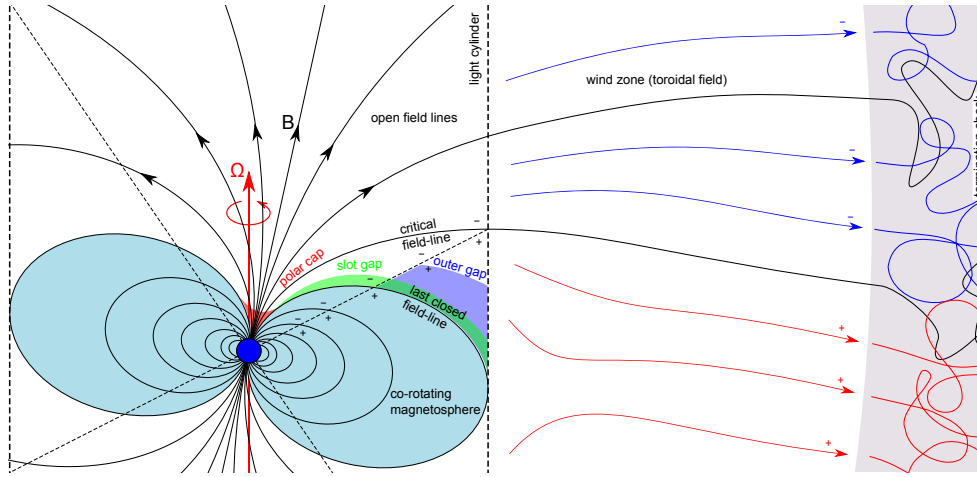 light cylinder
wind zone (toroidal field)
B
open field lines
Ω
polar cap
critical
field-line
slot gap
outer gap
last closed
field-line
co-rotating
magnetosphere
-
-
-
-
+
-
+
-
+
-
+
-
+
+
+
+